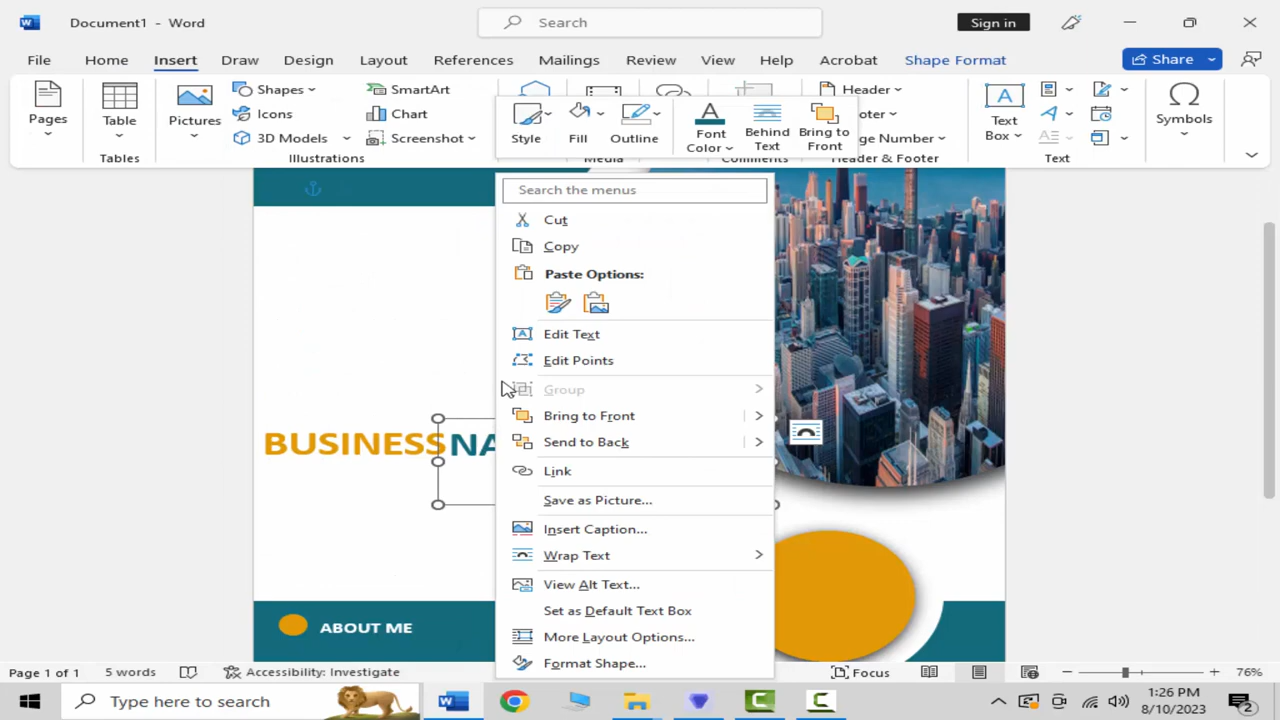 Document1 - Word
Search
Sign in
File Home Insert Draw Design Layout References Mailings Review View Help Acrobat Shape Format Share
Pages
Table
Tables
Pictures
Shapes
Icons
3D Models
SmartArt
Chart
Screenshot
Illustrations
Media
Comments
Header
Header & Footer
Text Box
Text
Symbols
Style
Fill
Outline
Font Color
Behind Text
Bring to Front
Search the menus
Cut
Copy
Paste Options:
Edit Text
Edit Points
Group
Bring to Front
Send to Back
Link
Save as Picture...
Insert Caption...
Wrap Text
View Alt Text...
Set as Default Text Box
More Layout Options...
Format Shape...
BUSINESS NA
ABOUT ME
Page 1 of 1 5 words Accessibility: Investigate Focus 76%
Type here to search
1:26 PM
8/10/2023
2